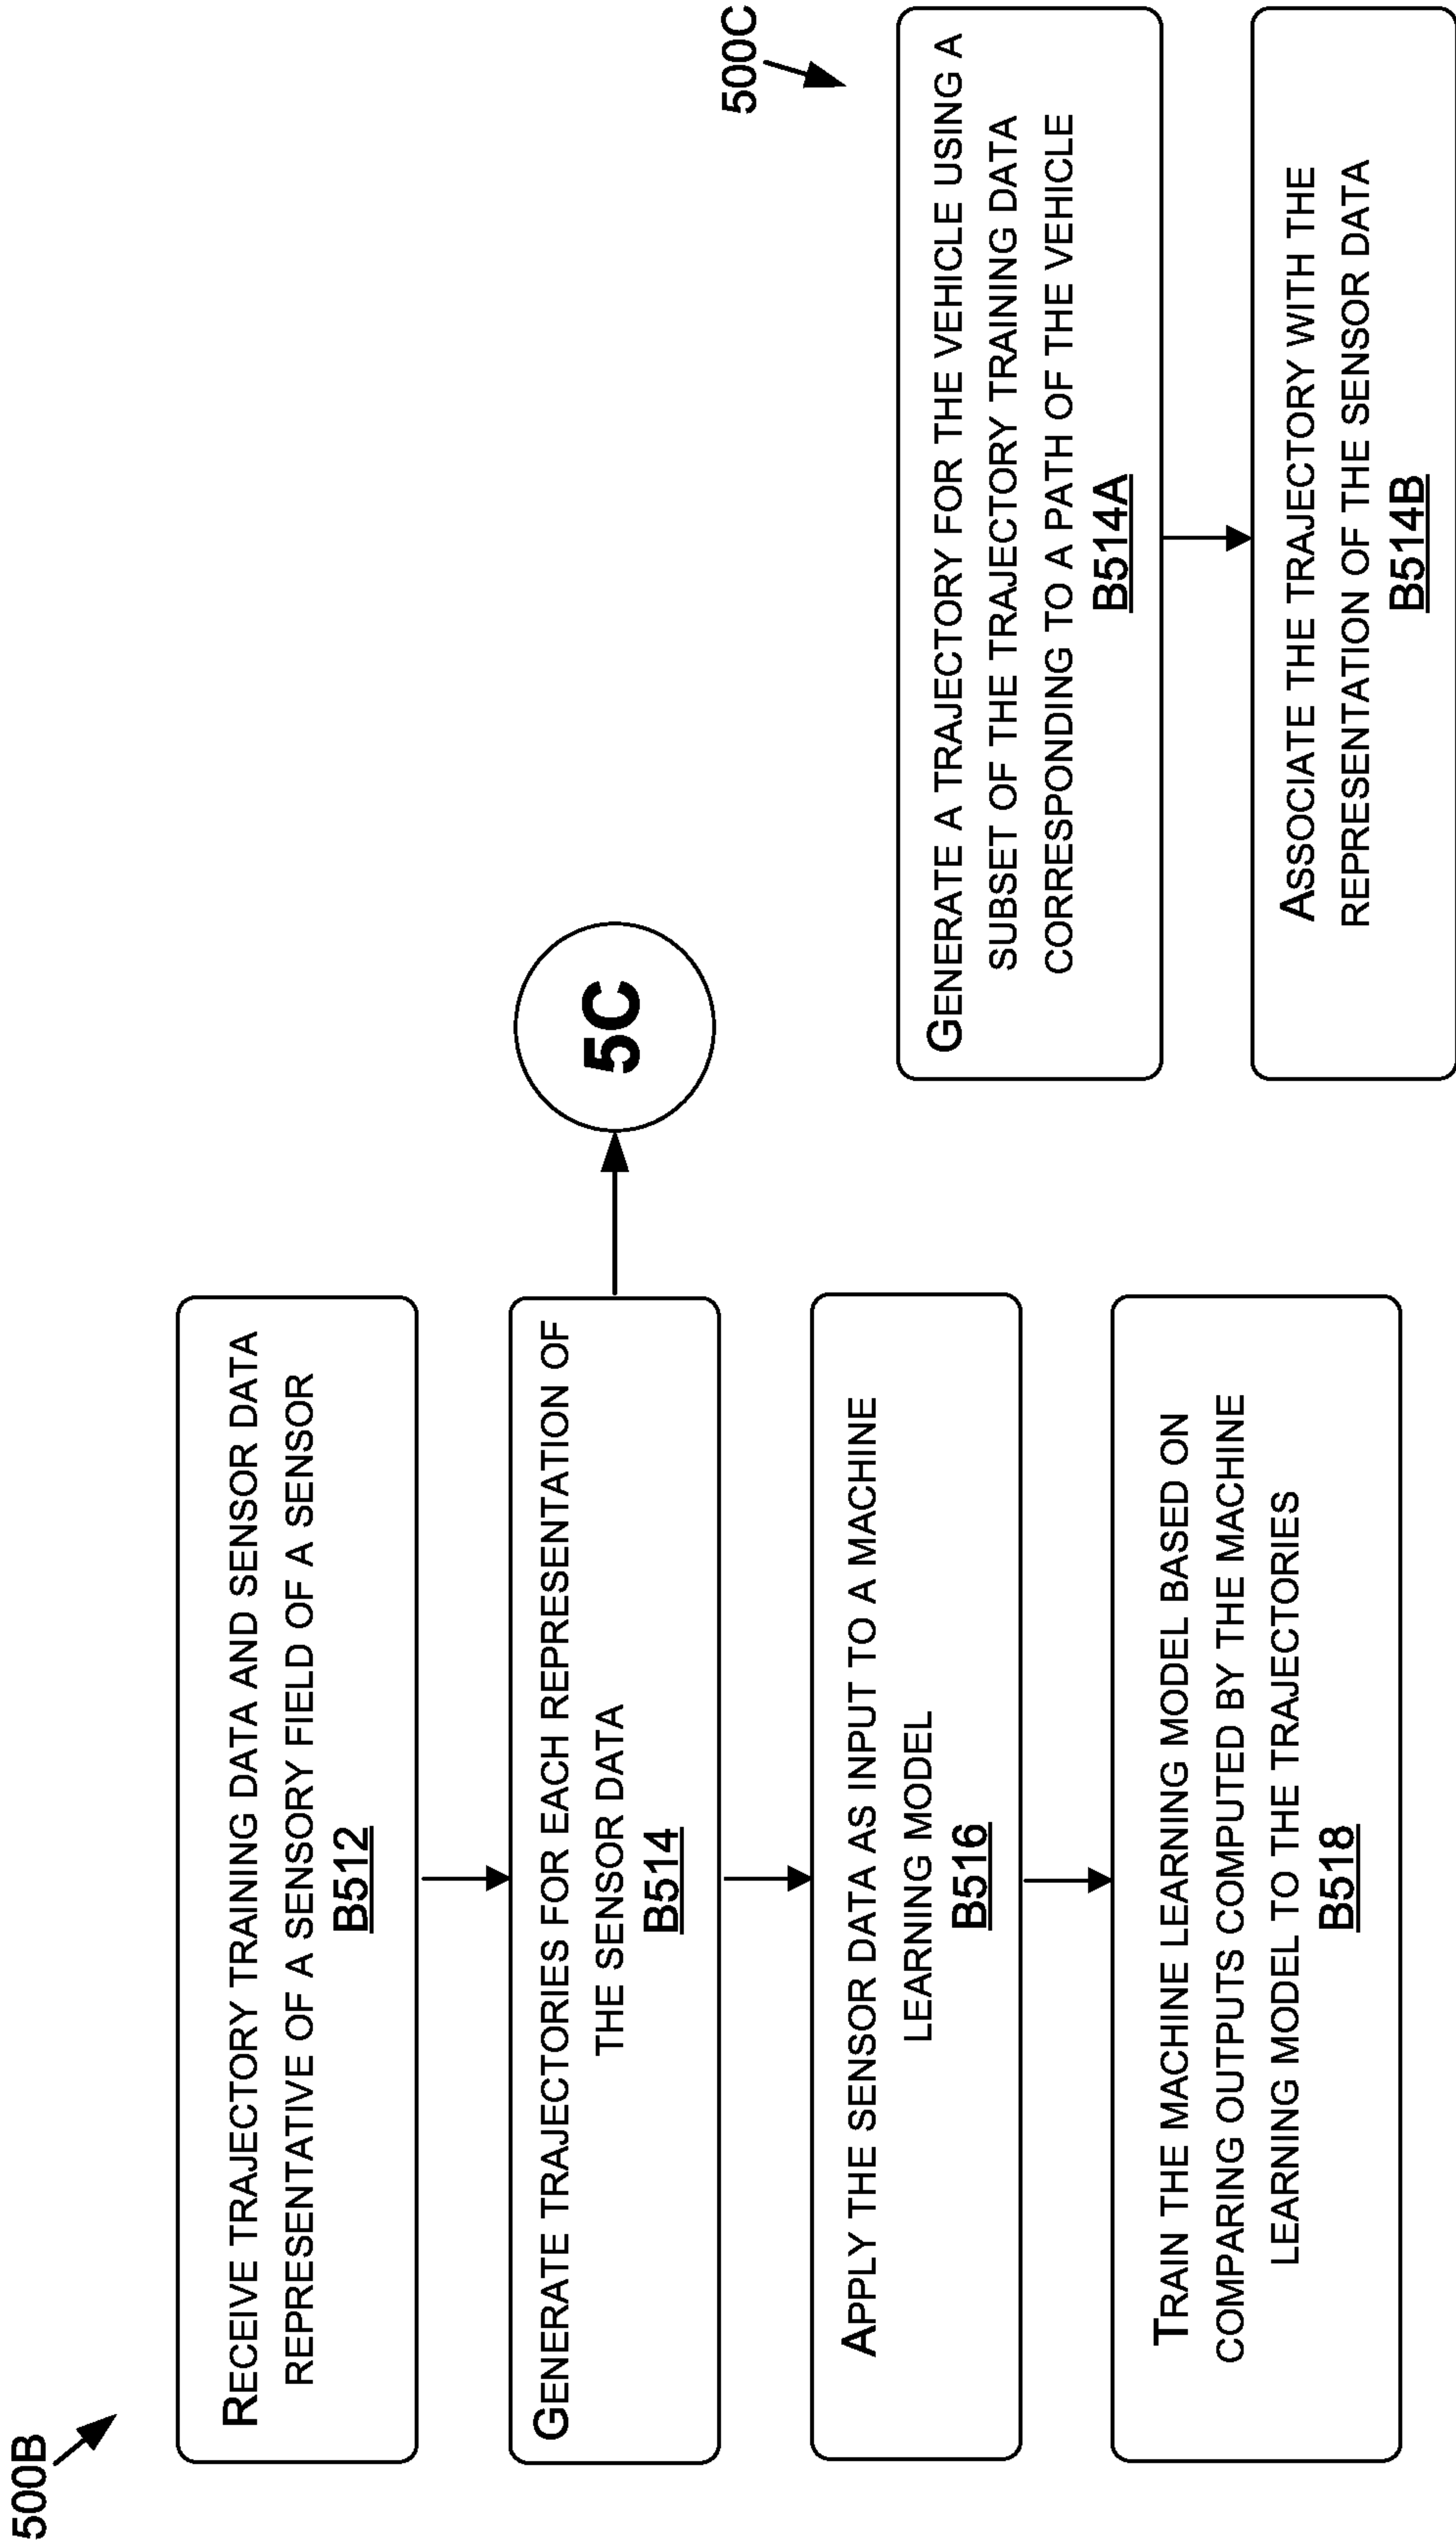 500B
RECEIVE TRAJECTORY TRAINING DATA AND SENSOR DATA
REPRESENTATIVE OF A SENSORY FIELD OF A SENSOR
B512
GENERATE TRAJECTORIES FOR EACH REPRESENTATION OF
THE SENSOR DATA
B514
5C
APPLY THE SENSOR DATA AS INPUT TO A MACHINE
LEARNING MODEL
B516
TRAIN THE MACHINE LEARNING MODEL BASED ON
COMPARING OUTPUTS COMPUTED BY THE MACHINE
LEARNING MODEL TO THE TRAJECTORIES
B518
500C
GENERATE A TRAJECTORY FOR THE VEHICLE USING A
SUBSET OF THE TRAJECTORY TRAINING DATA
CORRESPONDING TO A PATH OF THE VEHICLE
B514A
ASSOCIATE THE TRAJECTORY WITH THE
REPRESENTATION OF THE SENSOR DATA
B514B